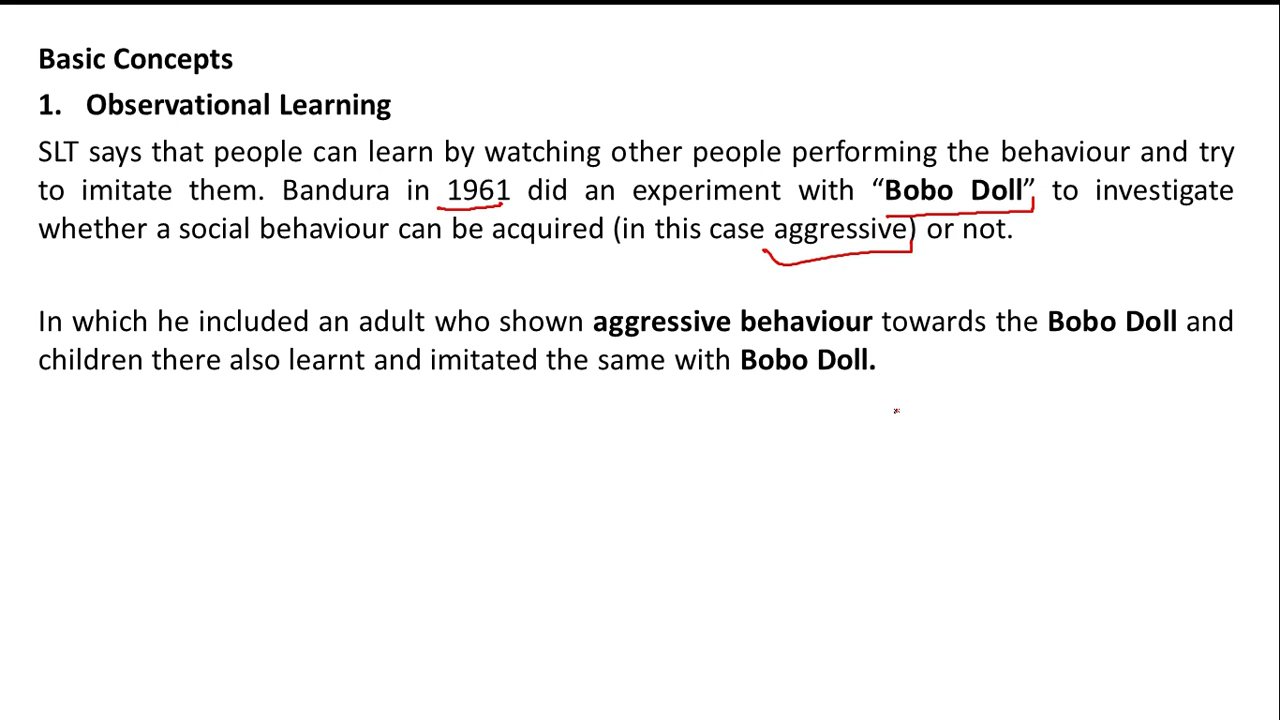 Basic Concepts
1. Observational Learning
SLT says that people can learn by watching other people performing the behaviour and try
to imitate them. Bandura in 1961 did an experiment with “Bobo Doll” to investigate
whether a social behaviour can be acquired (in this case aggressive) or not.
In which he included an adult who shown aggressive behaviour towards the Bobo Doll and
children there also learnt and imitated the same with Bobo Doll.